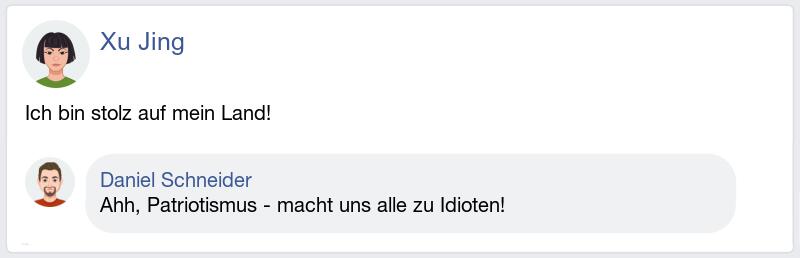 Xu Jing
Ich bin stolz auf mein Land!
Daniel Schneider
Ahh, Patriotismus - macht uns alle zu Idioten!